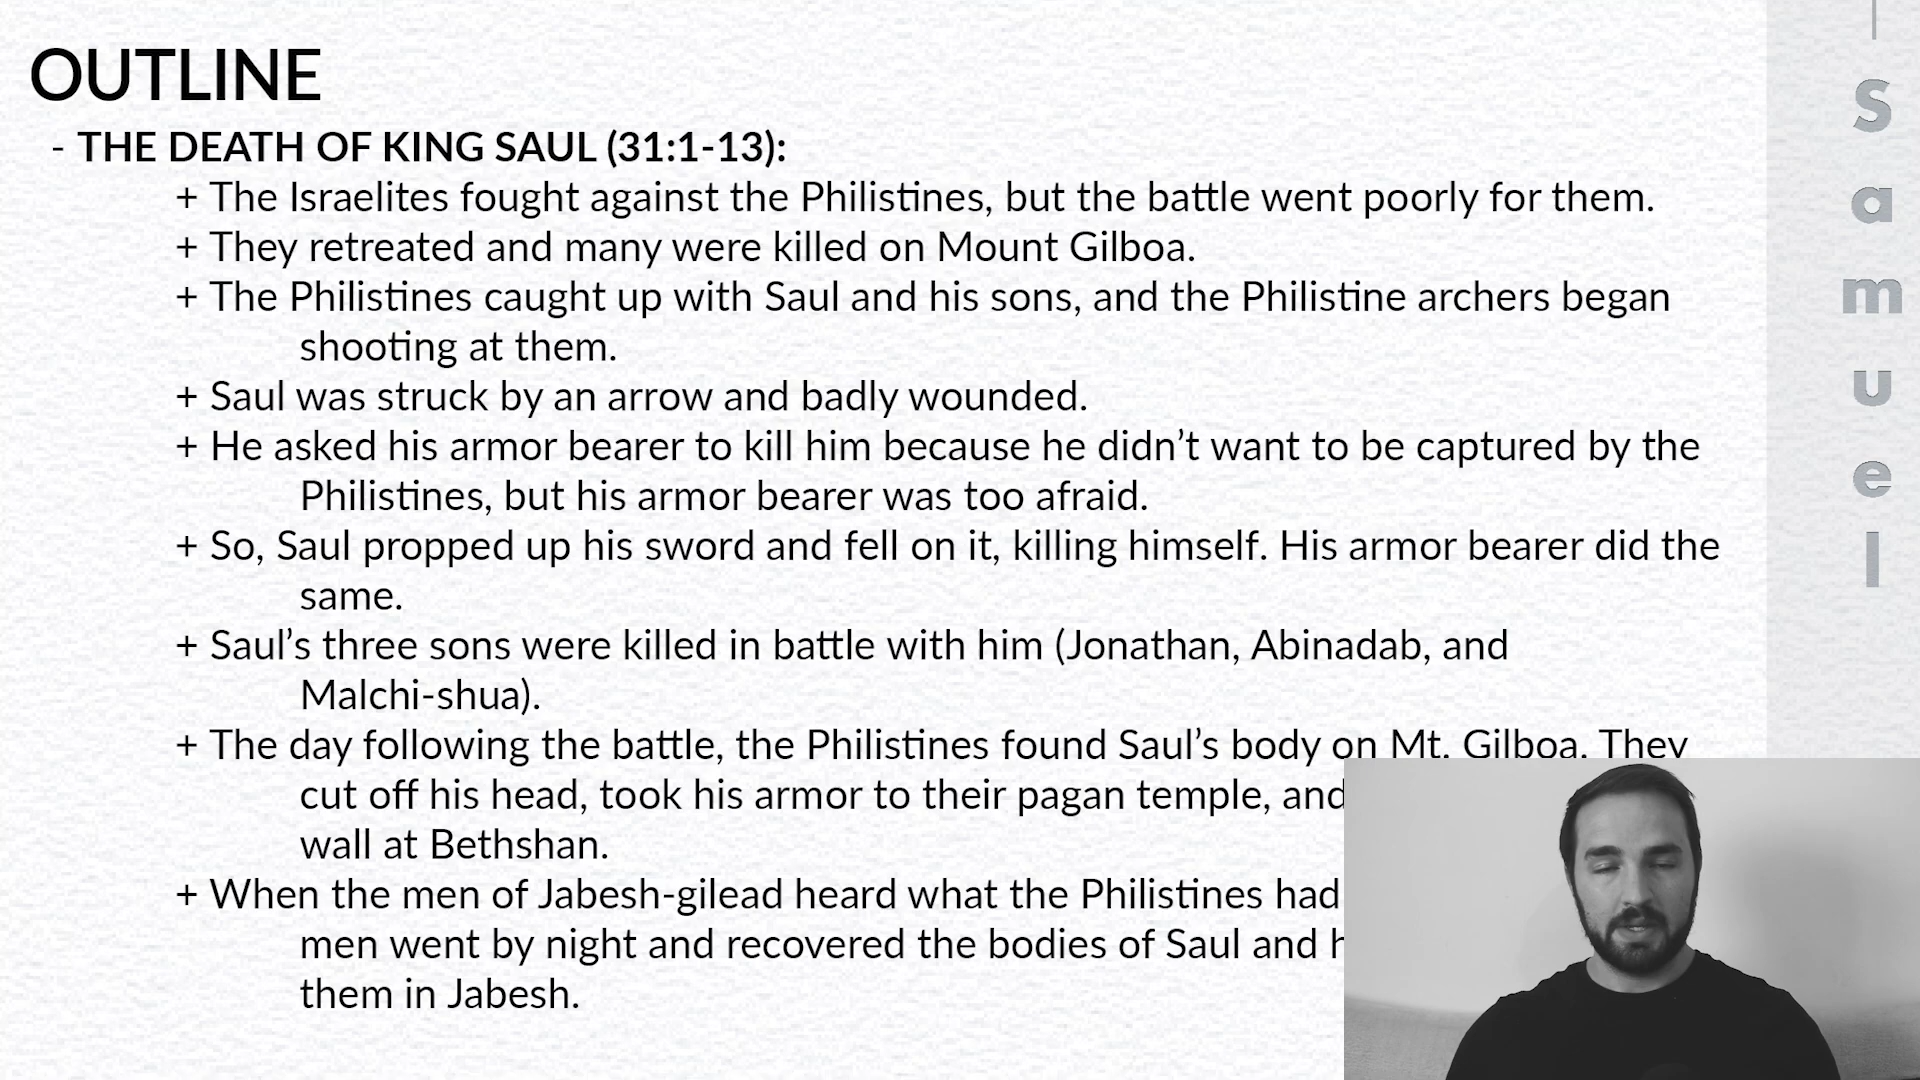 OUTLINE
- THE DEATH OF KING SAUL (31:1-13):
+ The Israelites fought against the Philistines, but the battle went poorly for them.
+ They retreated and many were killed on Mount Gilboa.
+ The Philistines caught up with Saul and his sons, and the Philistine archers began
shooting at them.
+ Saul was struck by an arrow and badly wounded.
+ He asked his armor bearer to kill him because he didn’t want to be captured by the
Philistines, but his armor bearer was too afraid.
+ So, Saul propped up his sword and fell on it, killing himself. His armor bearer did the
same.
+ Saul’s three sons were killed in battle with him (Jonathan, Abinadab, and
Malchi-shua).
+ The day following the battle, the Philistines found Saul’s body on Mt. Gilboa. They
cut off his head, took his armor to their pagan temple, and
wall at Bethshan.
+ When the men of Jabesh-gilead heard what the Philistines had
men went by night and recovered the bodies of Saul and
them in Jabesh.
Samuel